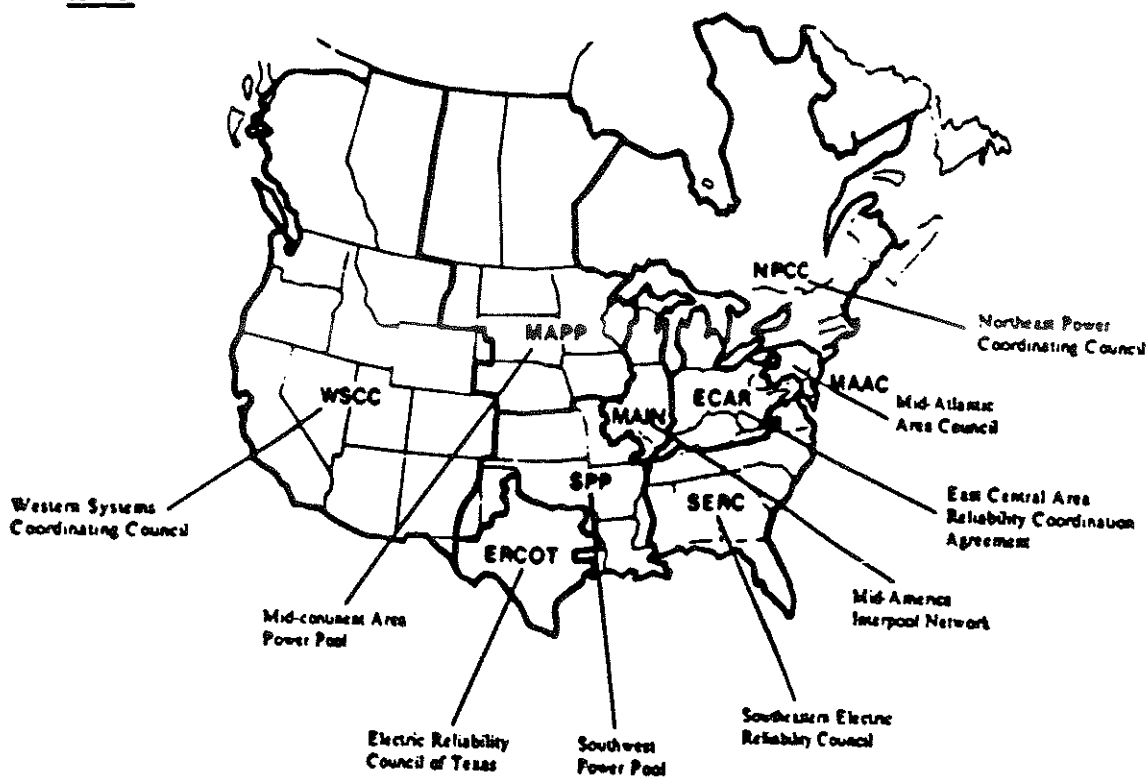 NPCC
Northeast Power
Coordinating Council
MAPP
MAAC
WSCC
ECAR
Mid-Atlantic
Area Council
MAIN
SPP
SERC
Western Systems
Coordinating Council
East Central Area
Reliability Coordination
Agreement
ERCOT
Mid-America
Interpool Network
Mid-continent Area
Power Pool
Southeastern Electric
Reliability Council
Electric Reliability
Council of Texas
Southwest
Power Pool